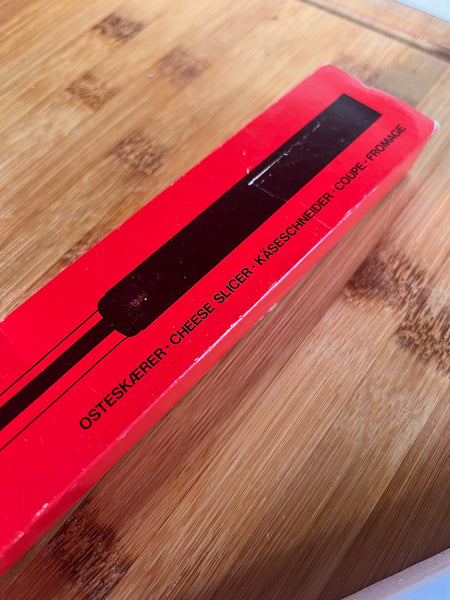 OSTESKÆRER · CHEESE SLICER · KÄSESCHNEIDER · COUPE · FROMAGE